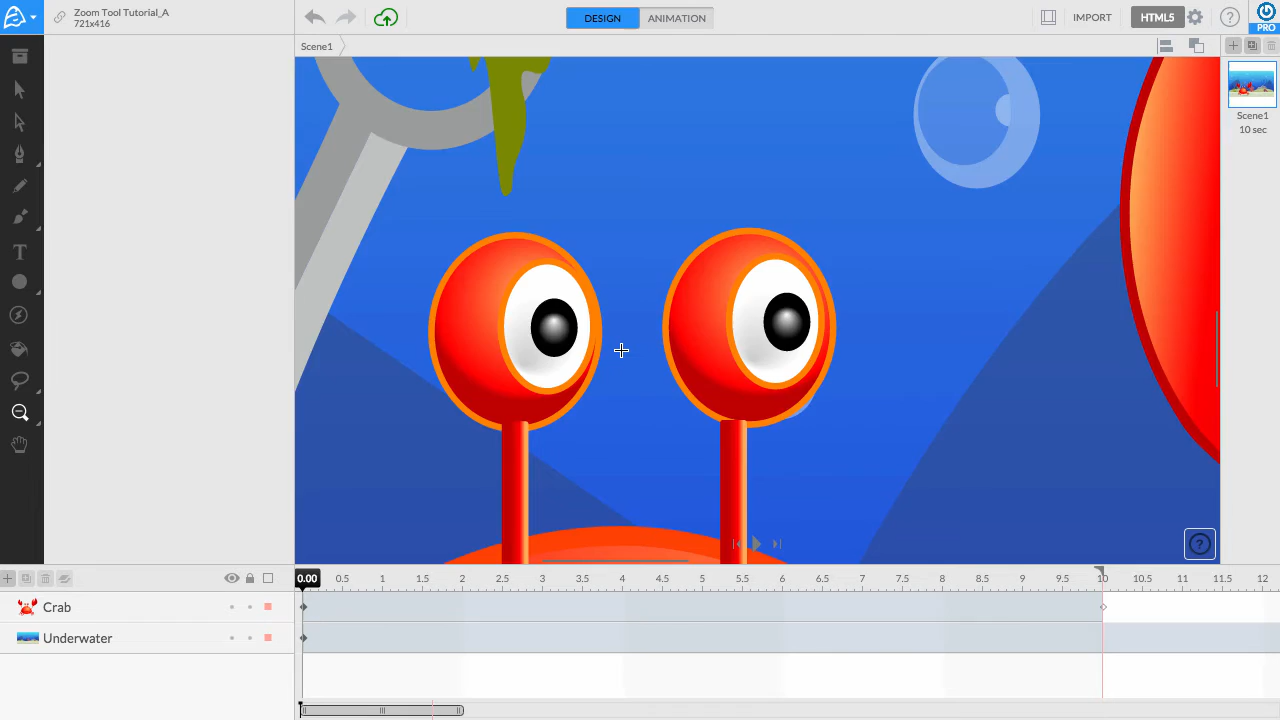 Zoom Tool Tutorial_A
721x416
DESIGN
ANIMATION
IMPORT
HTML5
?
PRO
Scene1
Scene1
10 sec
T
?
0.00 0.5 1 1.5 2 2.5 3 3.5 4 4.5 5 5.5 6 6.5 7 7.5 8 8.5 9 9.5 10 10.5 11 11.5 12
Crab
Underwater